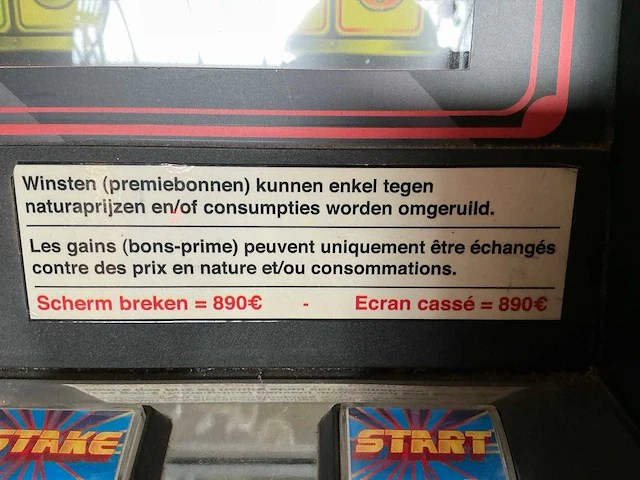 Winsten (premiebonnen) kunnen enkel tegen
naturaprijzen en/of consumpties worden omgeruild.
Les gains (bons-prime) peuvent uniquement être échangés
contre des prix en nature et/ou consommations.
Scherm breken = 890€ - Ecran cassé = 890€
STAKE START